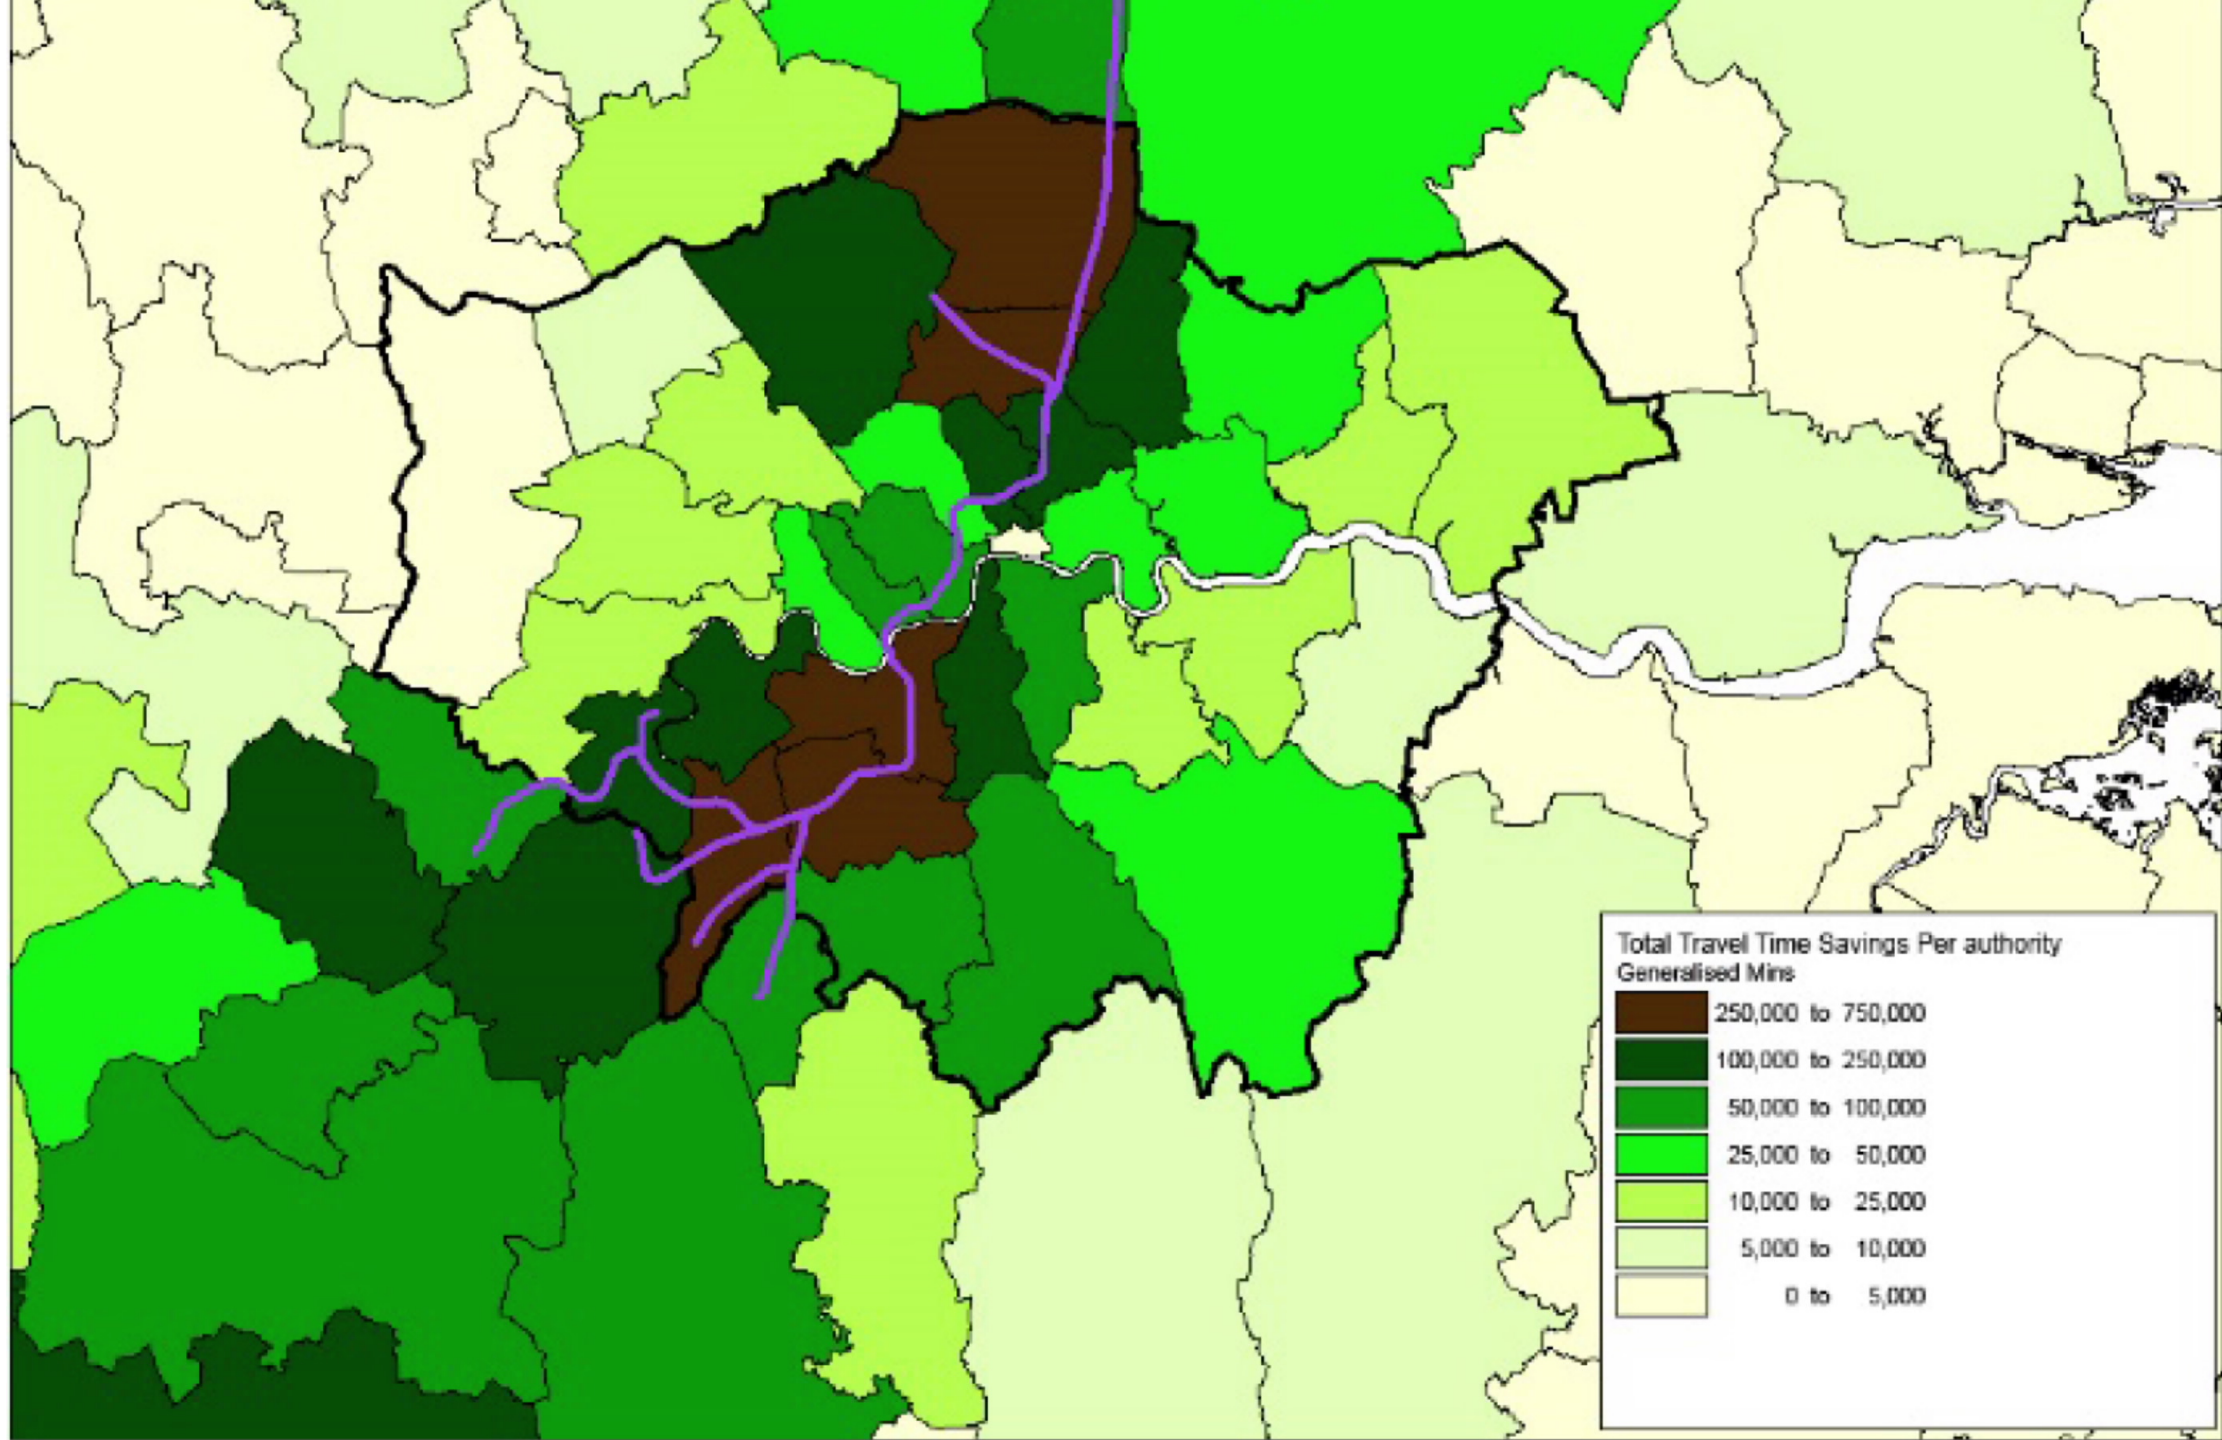 Total Travel Time Savings Per authority
Generalised Mins
250,000 to 750,000
100,000 to 250,000
50,000 to 100,000
25,000 to 50,000
10,000 to 25,000
5,000 to 10,000
0 to 5,000